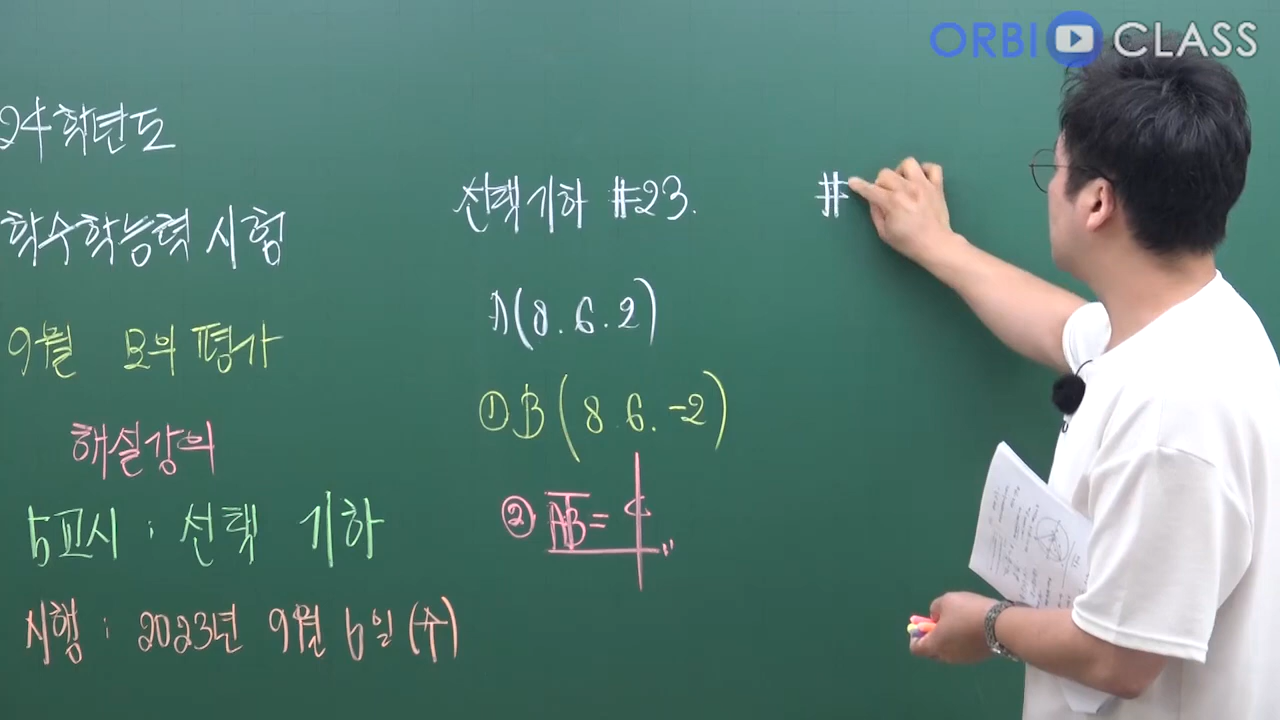 ORBI CLASS
24학년도
학수학능력 시험
9월 모의 평가
해설강의
5교시 : 선택 기하
시행 : 2023년 9월 6일 (수)
선택기하 #23.
A(8.6.2)
① B(8.6.-2)
② AB = 4
#